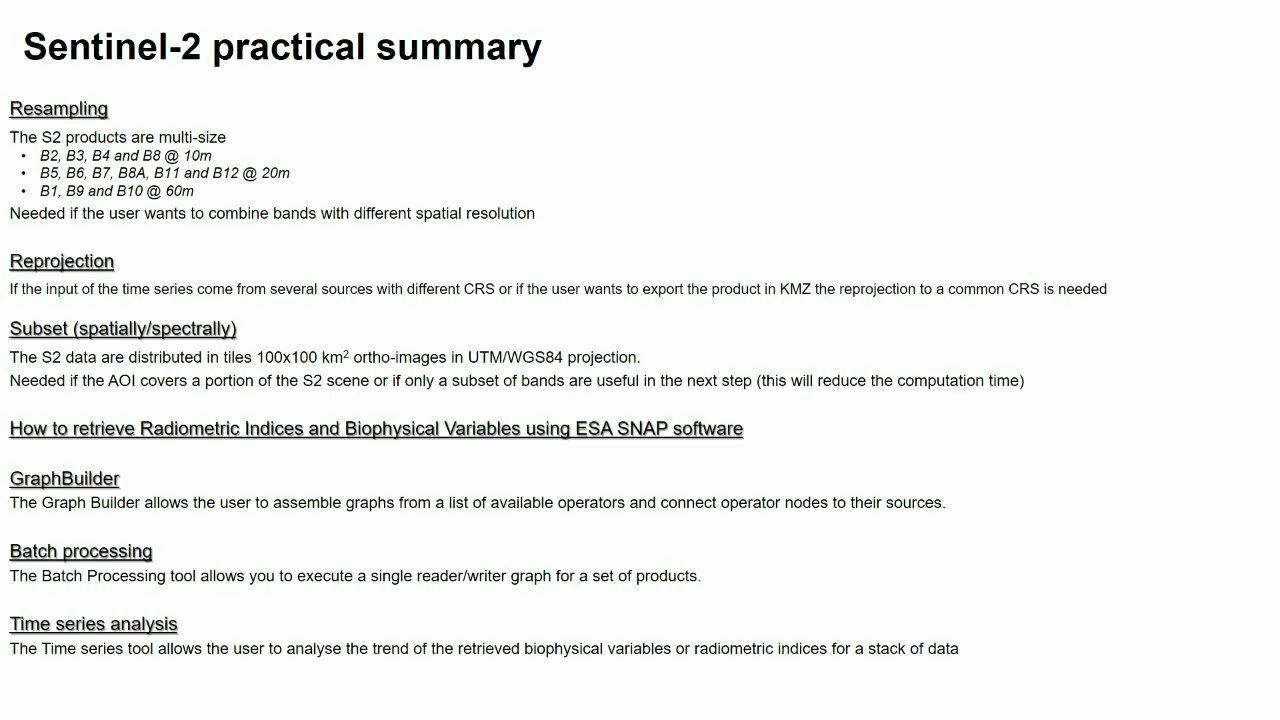 Sentinel-2 practical summary
Resampling
The S2 products are multi-size
• B2, B3, B4 and B8 @ 10m
• B5, B6, B7, B8A, B11 and B12 @ 20m
• B1, B9 and B10 @ 60m
Needed if the user wants to combine bands with different spatial resolution
Reprojection
If the input of the time series come from several sources with different CRS or if the user wants to export the product in KMZ the reprojection to a common CRS is needed
Subset (spatially/spectrally)
The S2 data are distributed in tiles 100x100 km² ortho-images in UTM/WGS84 projection.
Needed if the AOI covers a portion of the S2 scene or if only a subset of bands are useful in the next step (this will reduce the computation time)
How to retrieve Radiometric Indices and Biophysical Variables using ESA SNAP software
GraphBuilder
The Graph Builder allows the user to assemble graphs from a list of available operators and connect operator nodes to their sources.
Batch processing
The Batch Processing tool allows you to execute a single reader/writer graph for a set of products.
Time series analysis
The Time series tool allows the user to analyse the trend of the retrieved biophysical variables or radiometric indices for a stack of data